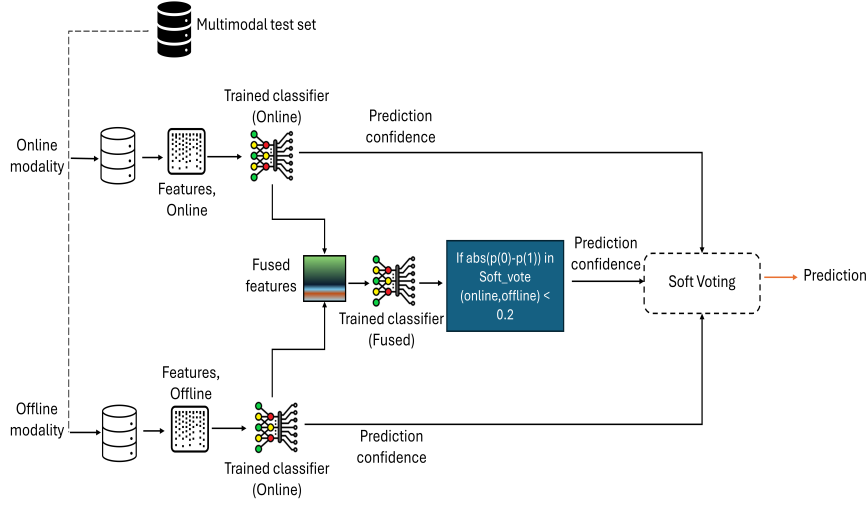 Multimodal test set
Trained classifier
(Online)
Prediction
confidence
Online
modality
Features,
Online
Fused
features
Trained classifier
(Fused)
If abs(p(0)-p(1)) in
Soft_vote
(online,offline) <
0.2
Prediction
confidence
Soft Voting
Prediction
Features,
Offline
Offline
modality
Trained classifier
(Online)
Prediction
confidence